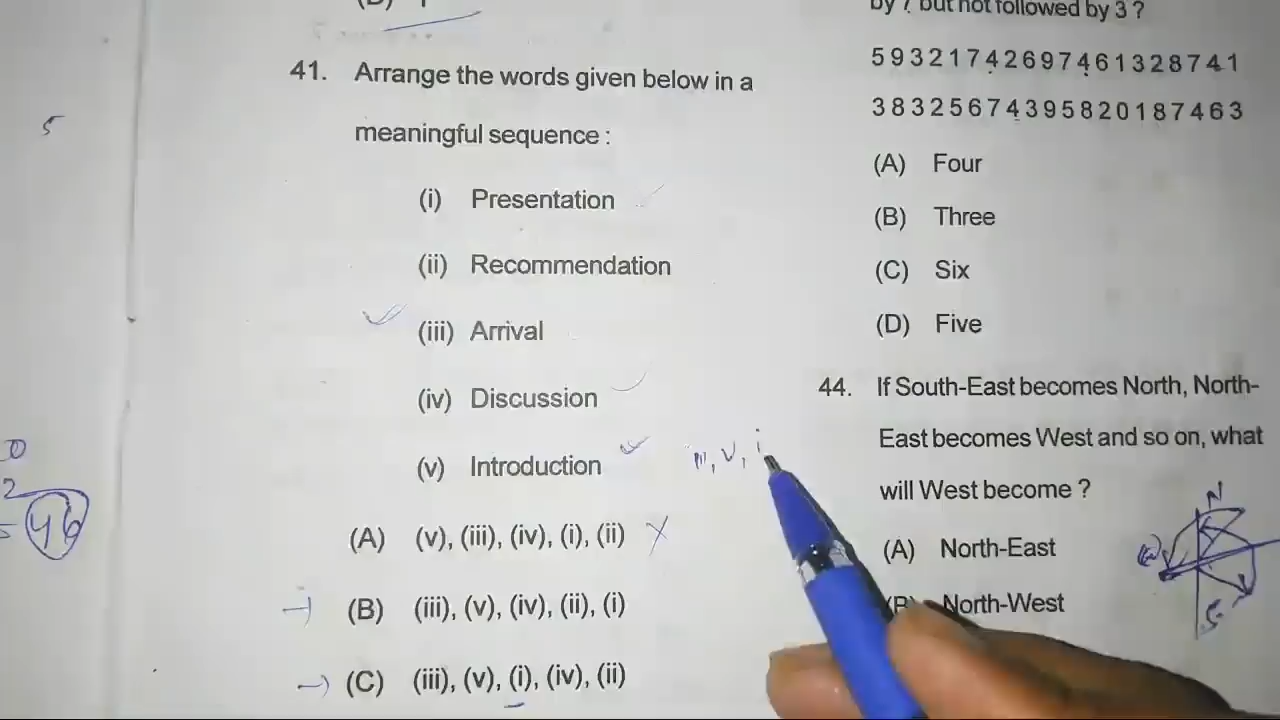 41. Arrange the words given below in a
meaningful sequence :
(i) Presentation
(ii) Recommendation
(iii) Arrival
(iv) Discussion
(v) Introduction
iii, v, i
(A) (v), (iii), (iv), (i), (ii)
(B) (iii), (v), (iv), (ii), (i)
(C) (iii), (v), (i), (iv), (ii)
5
2
46
by 7 but not followed by 3 ?
5 9 3 2 1 7 4 2 6 9 7 4 6 1 3 2 8 7 4 1
3 8 3 2 5 6 7 4 3 9 5 8 2 0 1 8 7 4 6 3
(A) Four
(B) Three
(C) Six
(D) Five
44. If South-East becomes North, North-
East becomes West and so on, what
will West become ?
(A) North-East
(B) North-West
N
S